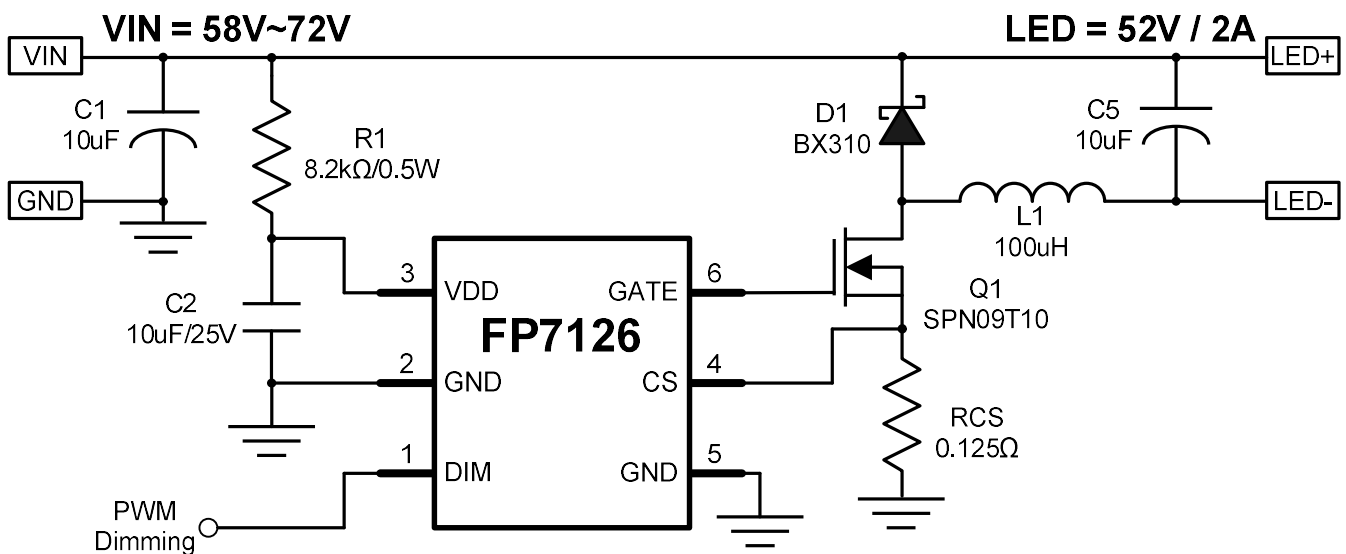 VIN = 58V~72V
LED = 52V / 2A
VIN
LED+
C1
10uF
R1
8.2kΩ/0.5W
D1
BX310
C5
10uF
GND
LED-
L1
100uH
3
VDD
GATE
6
C2
10uF/25V
FP7126
Q1
SPN09T10
2
GND
CS
4
RCS
0.125Ω
1
DIM
GND
5
PWM
Dimming